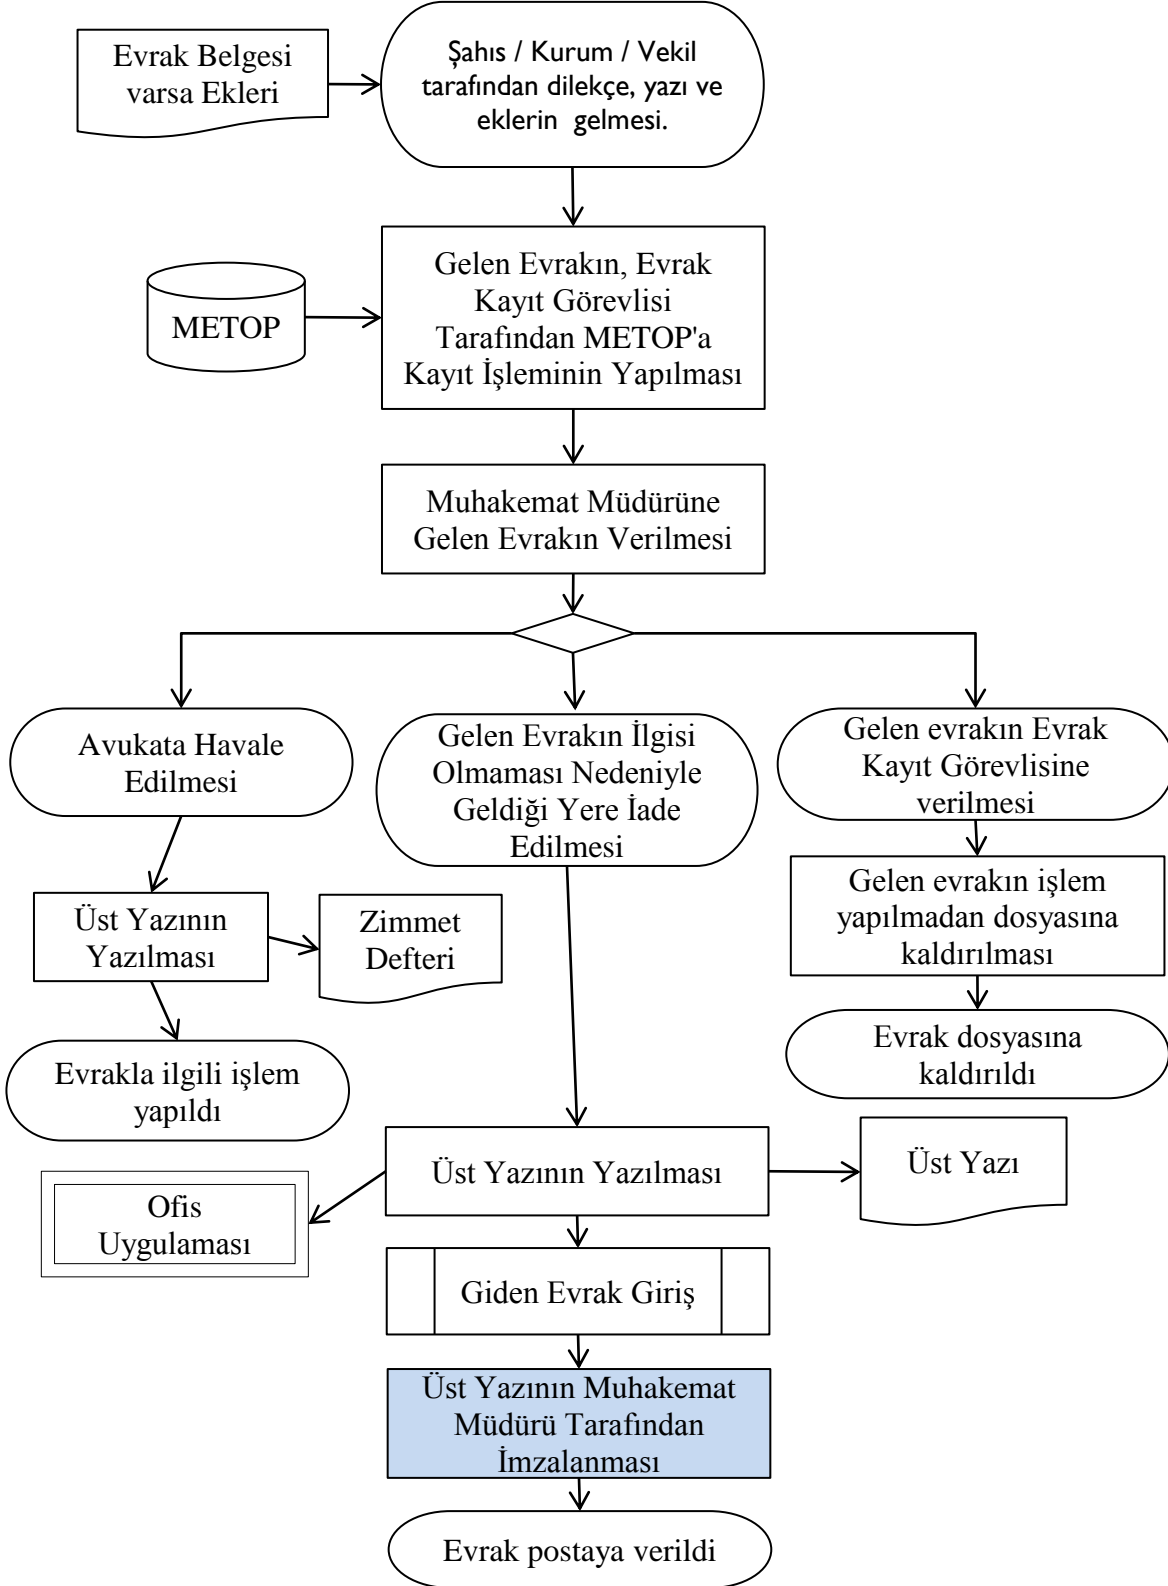 Evrak Belgesi
varsa Ekleri
Şahıs / Kurum / Vekil
tarafından dilekçe, yazı ve
eklerin gelmesi.
METOP
Gelen Evrakın, Evrak
Kayıt Görevlisi
Tarafından METOP'a
Kayıt İşleminin Yapılması
Muhakemat Müdürüne
Gelen Evrakın Verilmesi
Avukata Havale
Edilmesi
Gelen Evrakın İlgisi
Olmaması Nedeniyle
Geldiği Yere İade
Edilmesi
Gelen evrakın Evrak
Kayıt Görevlisine
verilmesi
Üst Yazının
Yazılması
Zimmet
Defteri
Gelen evrakın işlem
yapılmadan dosyasına
kaldırılması
Evrakla ilgili işlem
yapıldı
Evrak dosyasına
kaldırıldı
Üst Yazının Yazılması
Üst Yazı
Ofis
Uygulaması
Giden Evrak Giriş
Üst Yazının Muhakemat
Müdürü Tarafından
İmzalanması
Evrak postaya verildi